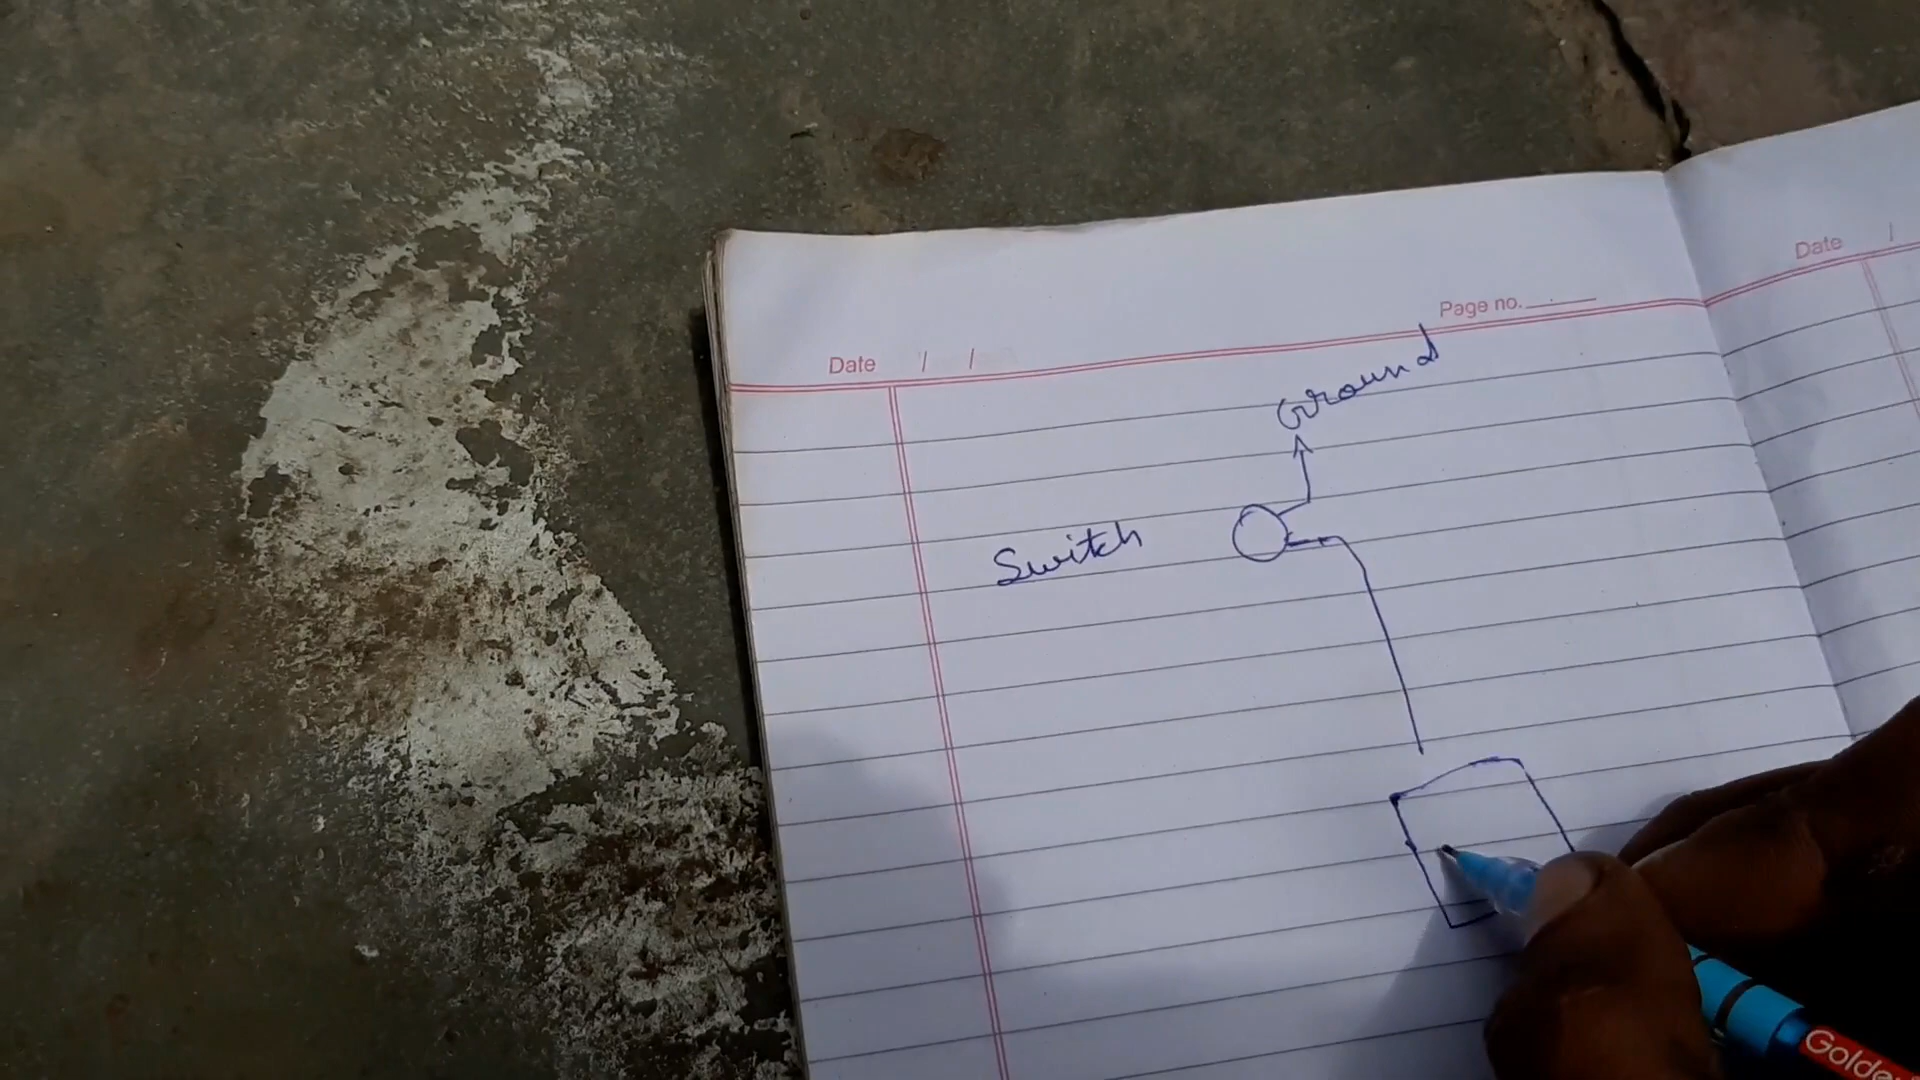 Page no.
Date
Date / /
Ground
Switch
Golde